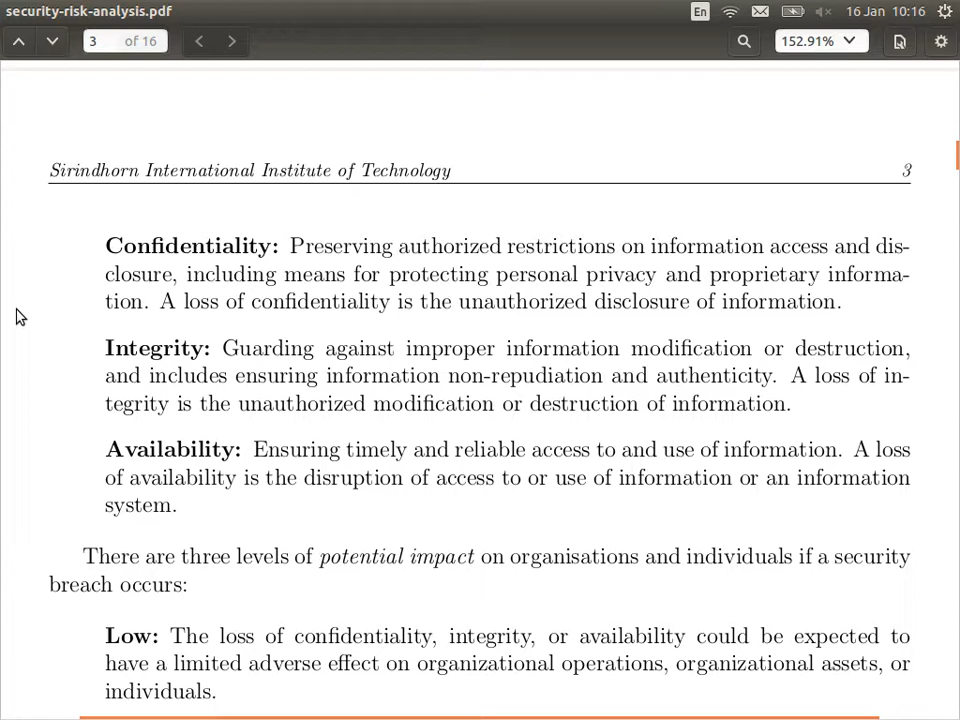 security-risk-analysis.pdf
En
16 Jan 10:16
3 of 16
152.91%
Sirindhorn International Institute of Technology 3
Confidentiality: Preserving authorized restrictions on information access and dis-
closure, including means for protecting personal privacy and proprietary informa-
tion. A loss of confidentiality is the unauthorized disclosure of information.
Integrity: Guarding against improper information modification or destruction,
and includes ensuring information non-repudiation and authenticity. A loss of in-
tegrity is the unauthorized modification or destruction of information.
Availability: Ensuring timely and reliable access to and use of information. A loss
of availability is the disruption of access to or use of information or an information
system.
There are three levels of potential impact on organisations and individuals if a security
breach occurs:
Low: The loss of confidentiality, integrity, or availability could be expected to
have a limited adverse effect on organizational operations, organizational assets, or
individuals.